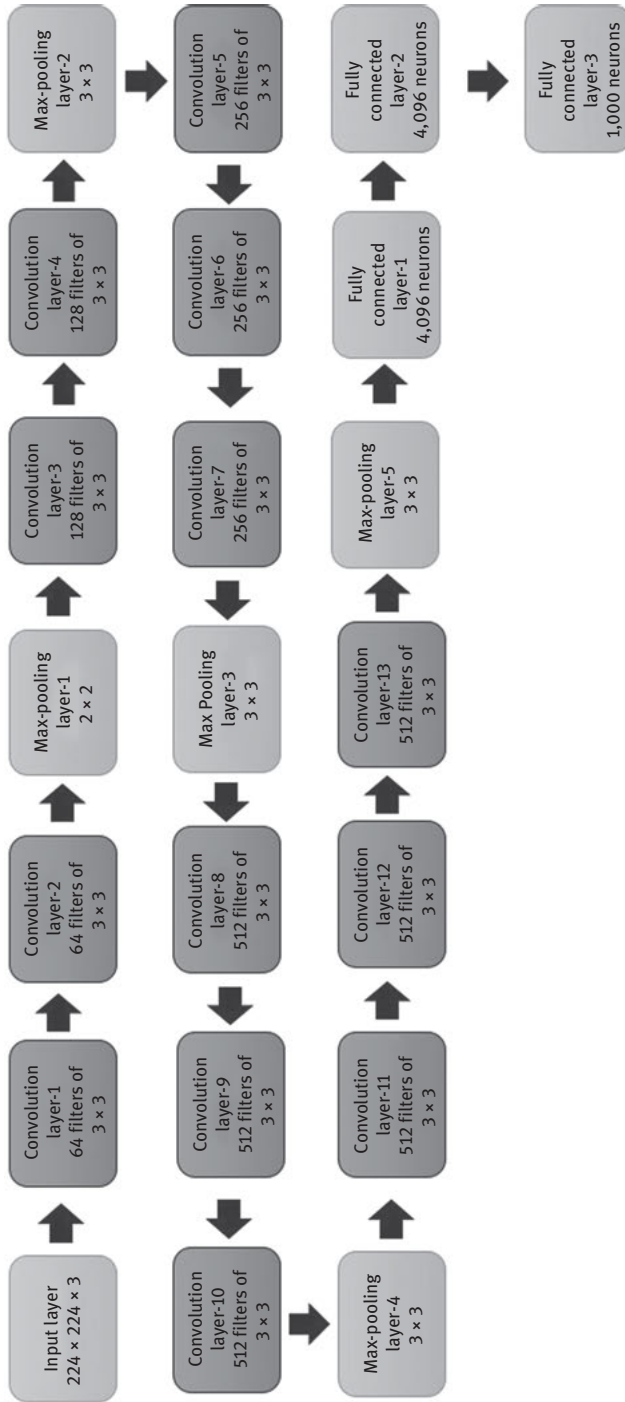 Input layer
224 × 224 × 3
Convolution
layer-1
64 filters of
3 × 3
Convolution
layer-2
64 filters of
3 × 3
Max-pooling
layer-1
2 × 2
Convolution
layer-3
128 filters of
3 × 3
Convolution
layer-4
128 filters of
3 × 3
Max-pooling
layer-2
3 × 3
Convolution
layer-5
256 filters of
3 × 3
Convolution
layer-6
256 filters of
3 × 3
Convolution
layer-7
256 filters of
3 × 3
Max Pooling
layer-3
3 × 3
Convolution
layer-8
512 filters of
3 × 3
Convolution
layer-9
512 filters of
3 × 3
Convolution
layer-10
512 filters of
3 × 3
Max-pooling
layer-4
3 × 3
Convolution
layer-11
512 filters of
3 × 3
Convolution
layer-12
512 filters of
3 × 3
Convolution
layer-13
512 filters of
3 × 3
Max-pooling
layer-5
3 × 3
Fully
connected
layer-1
4,096 neurons
Fully
connected
layer-2
4,096 neurons
Fully
connected
layer-3
1,000 neurons